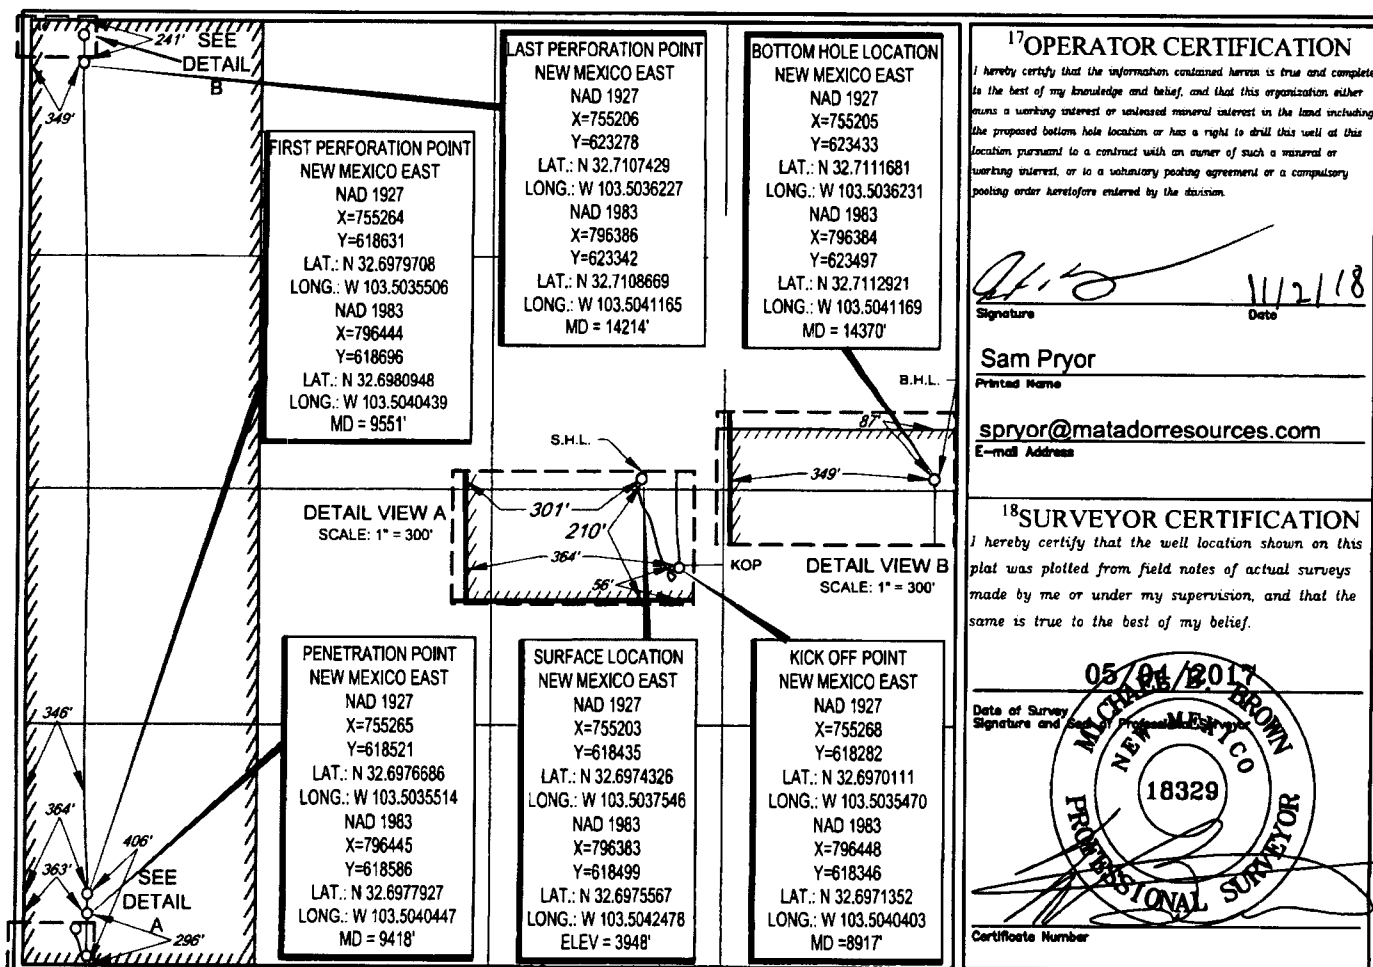 241'
SEE
DETAIL
B
349'
FIRST PERFORATION POINT
NEW MEXICO EAST
NAD 1927
X=755264
Y=618631
LAT.: N 32.6979708
LONG.: W 103.5035506
NAD 1983
X=796444
Y=618696
LAT.: N 32.6980948
LONG.: W 103.5040439
MD = 9551'
LAST PERFORATION POINT
NEW MEXICO EAST
NAD 1927
X=755206
Y=623278
LAT.: N 32.7107429
LONG.: W 103.5036227
NAD 1983
X=796386
Y=623342
LAT.: N 32.7108669
LONG.: W 103.5041165
MD = 14214'
BOTTOM HOLE LOCATION
NEW MEXICO EAST
NAD 1927
X=755205
Y=623433
LAT.: N 32.7111681
LONG.: W 103.5036231
NAD 1983
X=796384
Y=623497
LAT.: N 32.7112921
LONG.: W 103.5041169
MD = 14370'
B.H.L.
87'
349'
DETAIL VIEW B
SCALE: 1" = 300'
S.H.L.
301'
210'
364'
56'
KOP
DETAIL VIEW A
SCALE: 1" = 300'
346'
364'
363'
406'
SEE
DETAIL
A
296'
PENETRATION POINT
NEW MEXICO EAST
NAD 1927
X=755265
Y=618521
LAT.: N 32.6976686
LONG.: W 103.5035514
NAD 1983
X=796445
Y=618586
LAT.: N 32.6977927
LONG.: W 103.5040447
MD = 9418'
SURFACE LOCATION
NEW MEXICO EAST
NAD 1927
X=755203
Y=618435
LAT.: N 32.6974326
LONG.: W 103.5037546
NAD 1983
X=796383
Y=618499
LAT.: N 32.6975567
LONG.: W 103.5042478
ELEV = 3948'
KICK OFF POINT
NEW MEXICO EAST
NAD 1927
X=755268
Y=618282
LAT.: N 32.6970111
LONG.: W 103.5035470
NAD 1983
X=796448
Y=618346
LAT.: N 32.6971352
LONG.: W 103.5040403
MD =8917'
17OPERATOR CERTIFICATION
I hereby certify that the information contained herein is true and complete
to the best of my knowledge and belief, and that this organization either
owns a working interest or unleased mineral interest in the land including
the proposed bottom hole location or has a right to drill this well at this
location pursuant to a contract with an owner of such a mineral or
working interest, or to a voluntary pooling agreement or a compulsory
pooling order heretofore entered by the division.
11/2/18
Signature Date
Sam Pryor
Printed Name
spryor@matadorresources.com
E-mail Address
18SURVEYOR CERTIFICATION
I hereby certify that the well location shown on this
plat was plotted from field notes of actual surveys
made by me or under my supervision, and that the
same is true to the best of my belief.
05/04/2017
Date of Survey
Signature and Seal of Professional Surveyor
MICHAEL B. BROWN
NEW MEXICO
18329
PROFESSIONAL SURVEYOR
Certificate Number